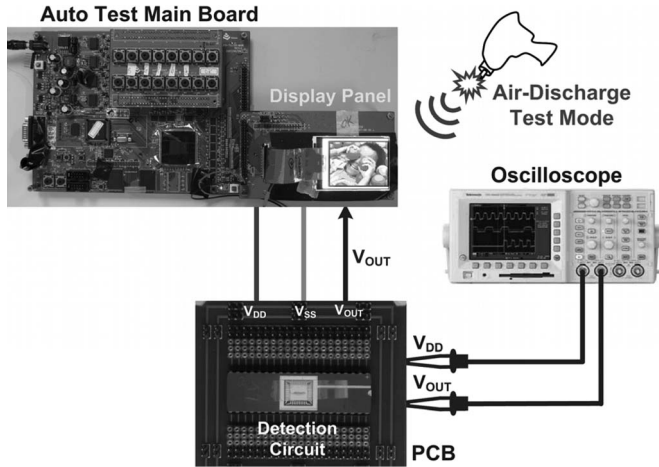 Auto Test Main Board
Display Panel
Air-Discharge
Test Mode
Oscilloscope
VOUT
VDD
VSS
VOUT
VDD
VOUT
Detection
Circuit
PCB